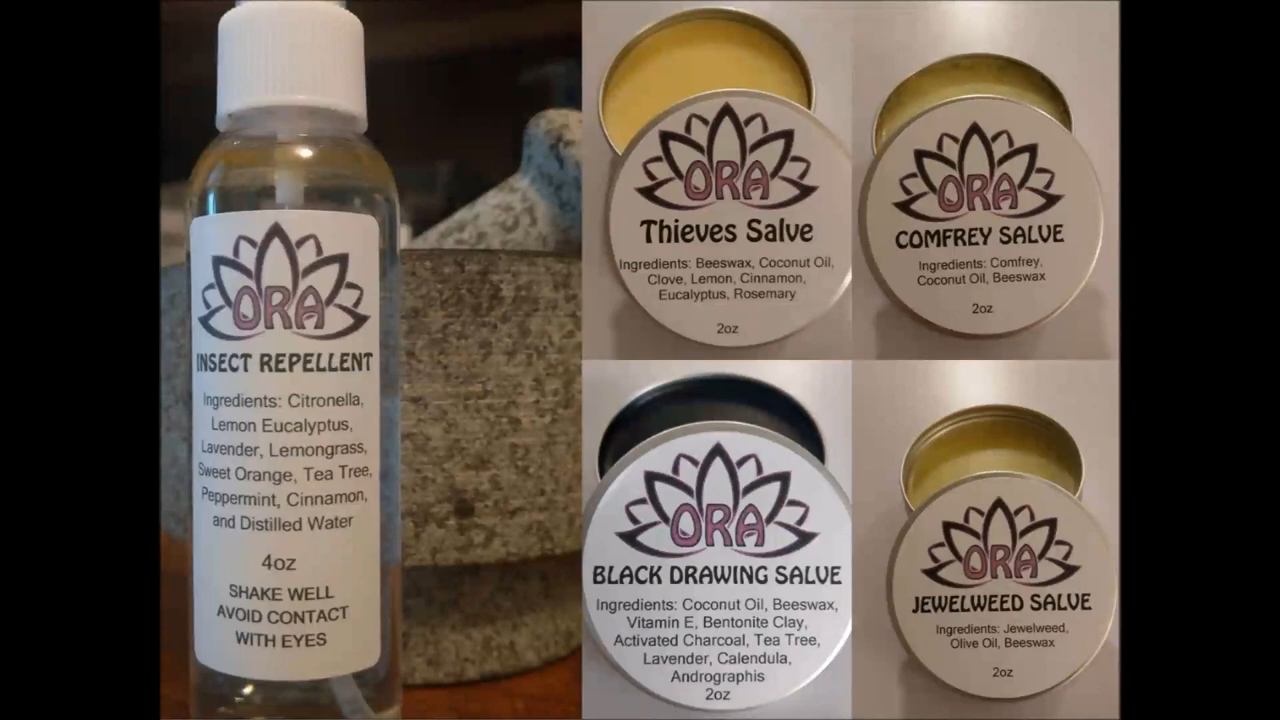 ORA
INSECT REPELLENT
Ingredients: Citronella,
Lemon Eucalyptus,
Lavender, Lemongrass,
Sweet Orange, Tea Tree,
Peppermint, Cinnamon,
and Distilled Water
4oz
SHAKE WELL
AVOID CONTACT
WITH EYES
ORA
Thieves Salve
Ingredients: Beeswax, Coconut Oil,
Clove, Lemon, Cinnamon,
Eucalyptus, Rosemary
2oz
ORA
COMFREY SALVE
Ingredients: Comfrey,
Coconut Oil, Beeswax
2oz
ORA
BLACK DRAWING SALVE
Ingredients: Coconut Oil, Beeswax,
Vitamin E, Bentonite Clay,
Activated Charcoal, Tea Tree,
Lavender, Calendula,
Andrographis
2oz
ORA
JEWELWEED SALVE
Ingredients: Jewelweed,
Olive Oil, Beeswax
2oz